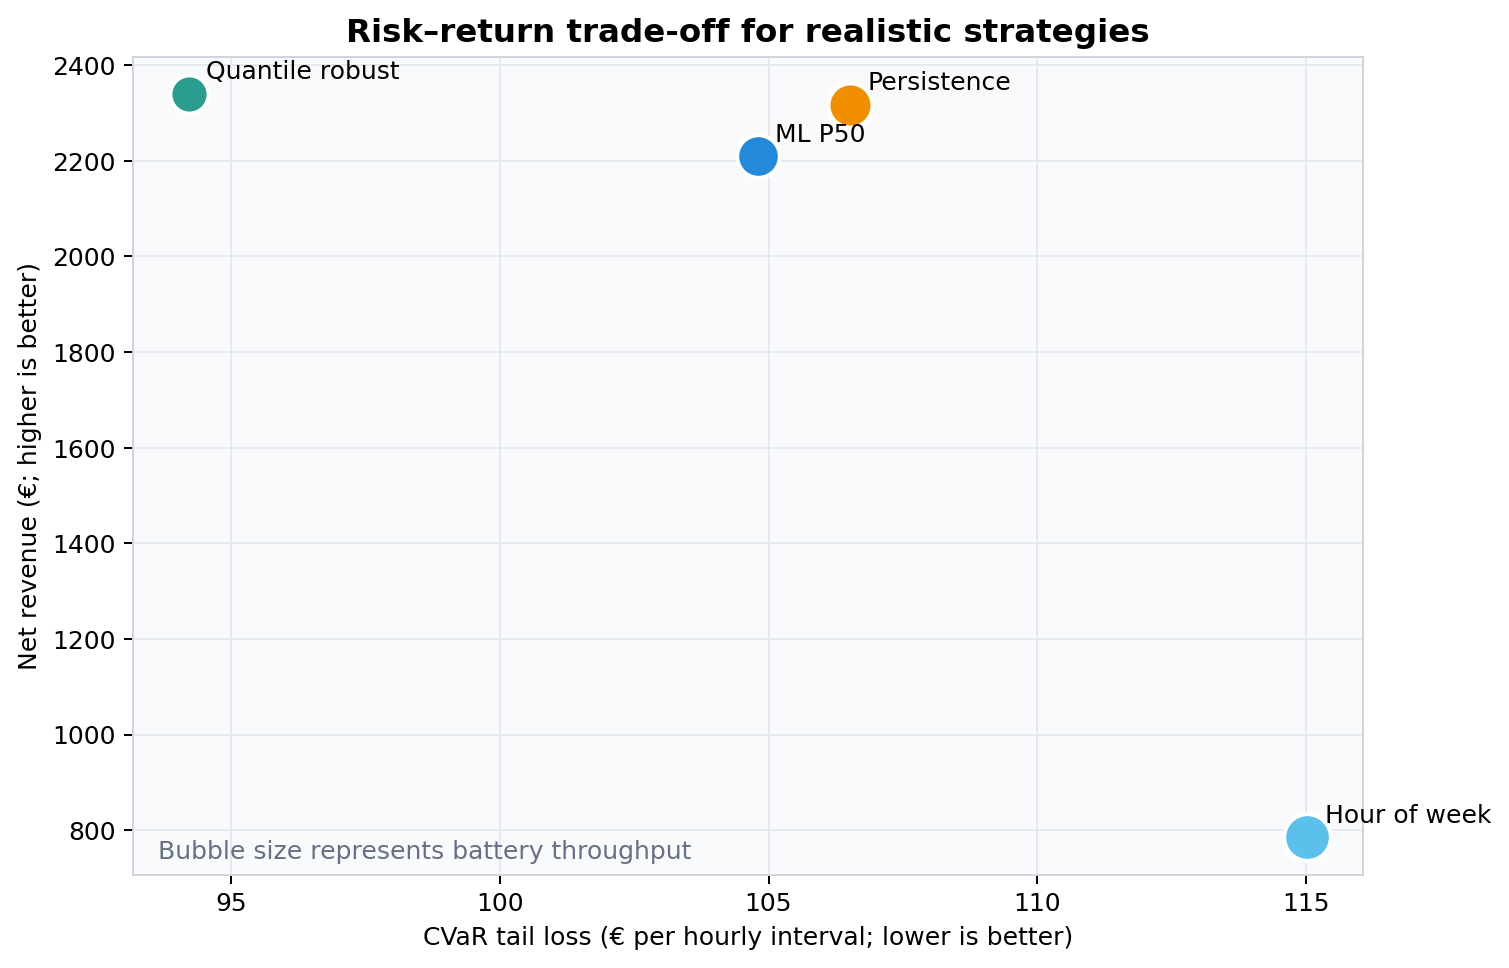 Risk–return trade-off for realistic strategies
Net revenue (€; higher is better)
2400
2200
2000
1800
1600
1400
1200
1000
800
Quantile robust
Persistence
ML P50
Hour of week
Bubble size represents battery throughput
95
100
105
110
115
CVaR tail loss (€ per hourly interval; lower is better)